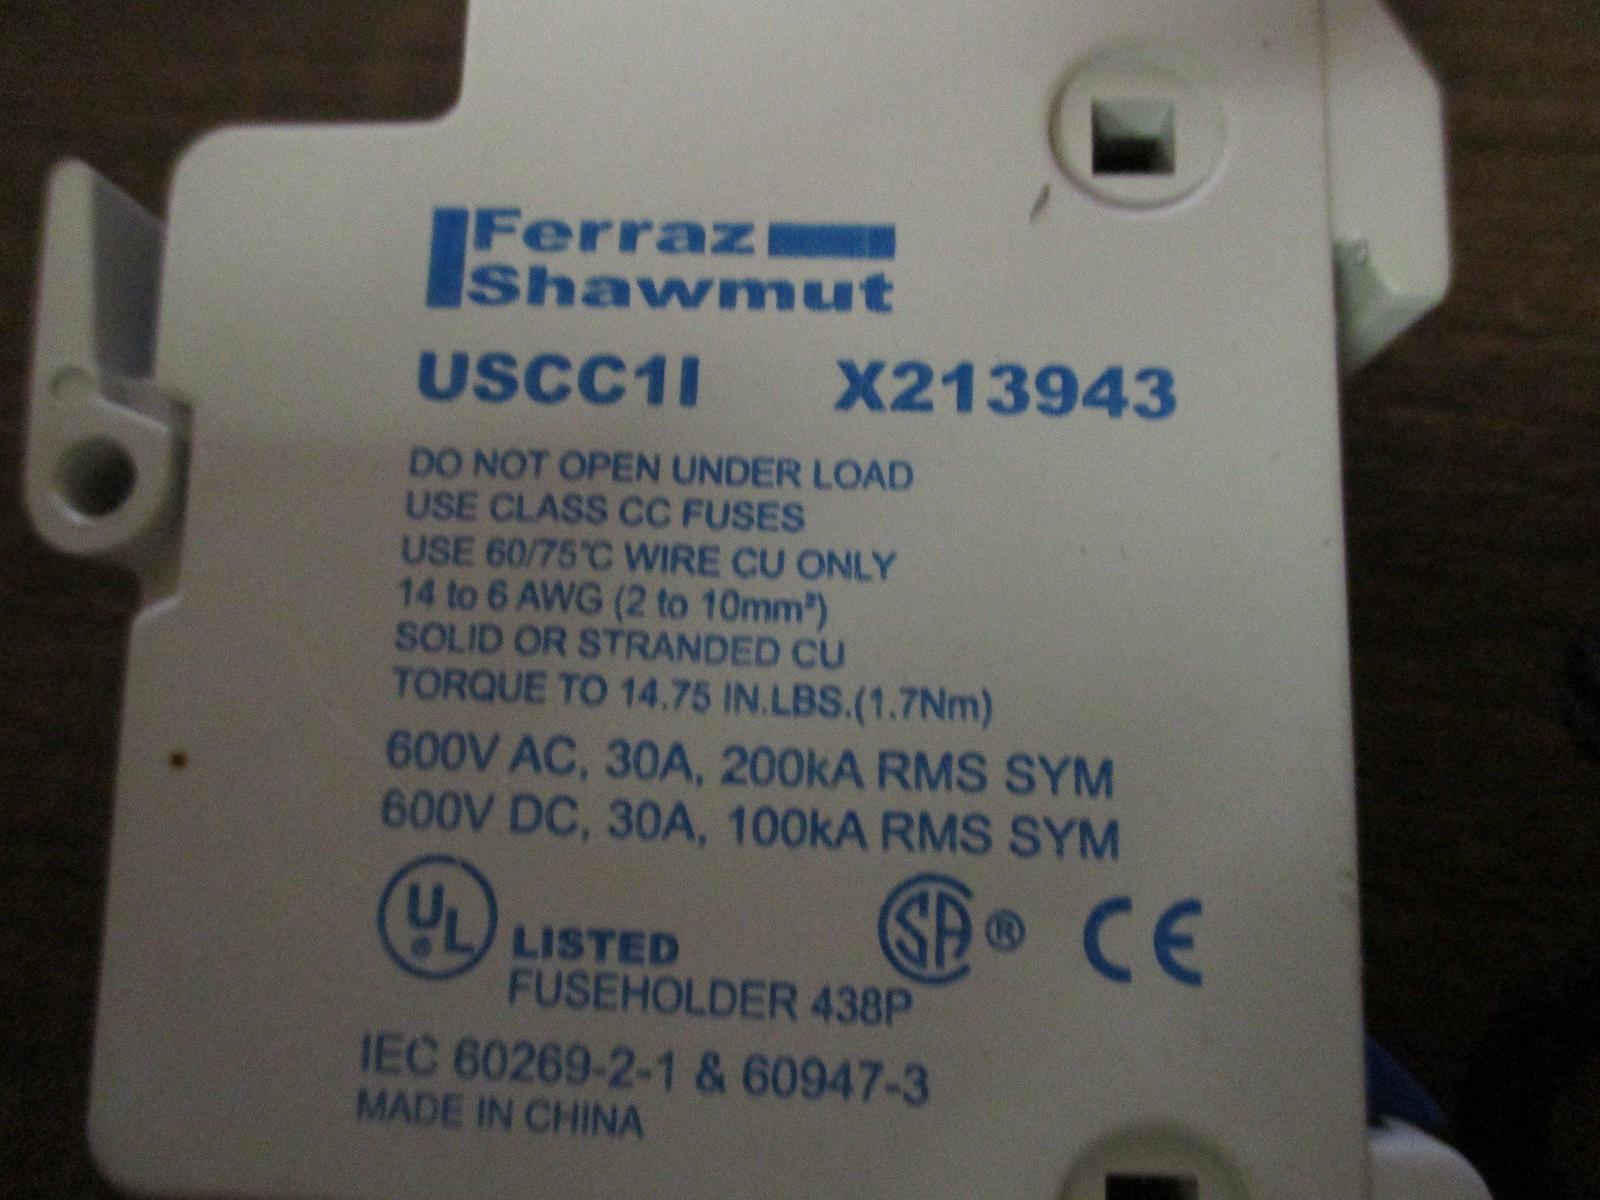 Ferraz
Shawmut
USCC1I X213943
DO NOT OPEN UNDER LOAD
USE CLASS CC FUSES
USE 60/75°C WIRE CU ONLY
14 to 6 AWG (2 to 10mm²)
SOLID OR STRANDED CU
TORQUE TO 14.75 IN.LBS.(1.7Nm)
600V AC, 30A, 200kA RMS SYM
600V DC, 30A, 100kA RMS SYM
UL ® LISTED SA ® CE
FUSEHOLDER 438P
IEC 60269-2-1 & 60947-3
MADE IN CHINA